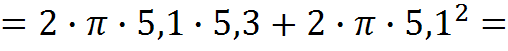 = 2 · π · 5,1 · 5,3 + 2 · π · 5,1² =